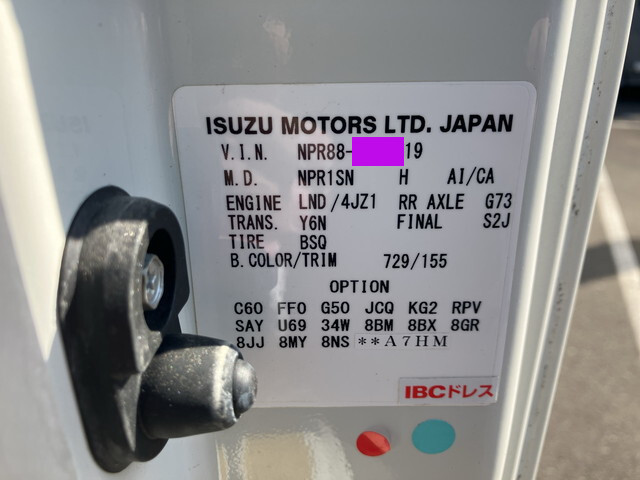 ISUZU MOTORS LTD. JAPAN
V.I.N. NPR88- 19
M.D. NPR1SN H AI/CA
ENGINE LND/4JZ1 RR AXLE G73
TRANS. Y6N FINAL S2J
TIRE BSQ
B.COLOR/TRIM 729/155
OPTION
C60 FF0 G50 JCQ KG2 RPV
SAY U69 34W 8BM 8BX 8GR
8JJ 8MY 8NS **A7HM
IBCドレス